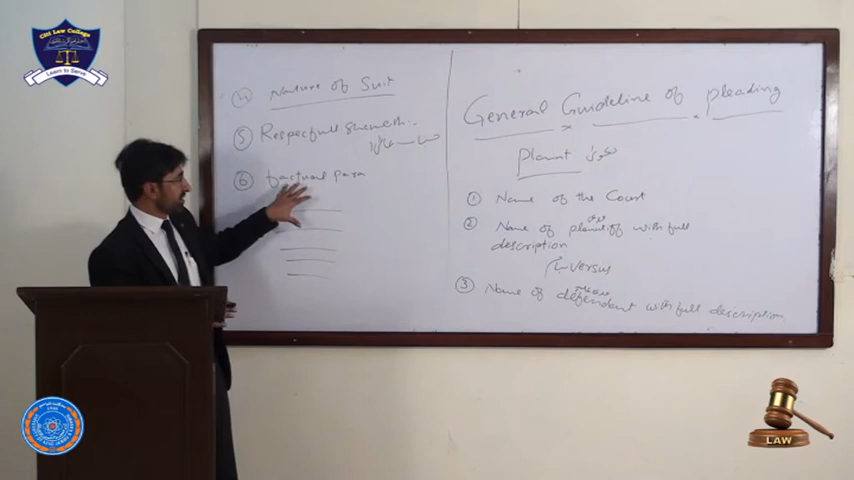 Citi Law College
Learn to Serve
General Guideline of pleading
Plaint
① Name of the Court
② Name of plaintiff with full
description
versus
③ Name of defendant with full description
④ Nature of Suit
⑤ Respectfull Sheweth:-
⑥ factual para
LAW